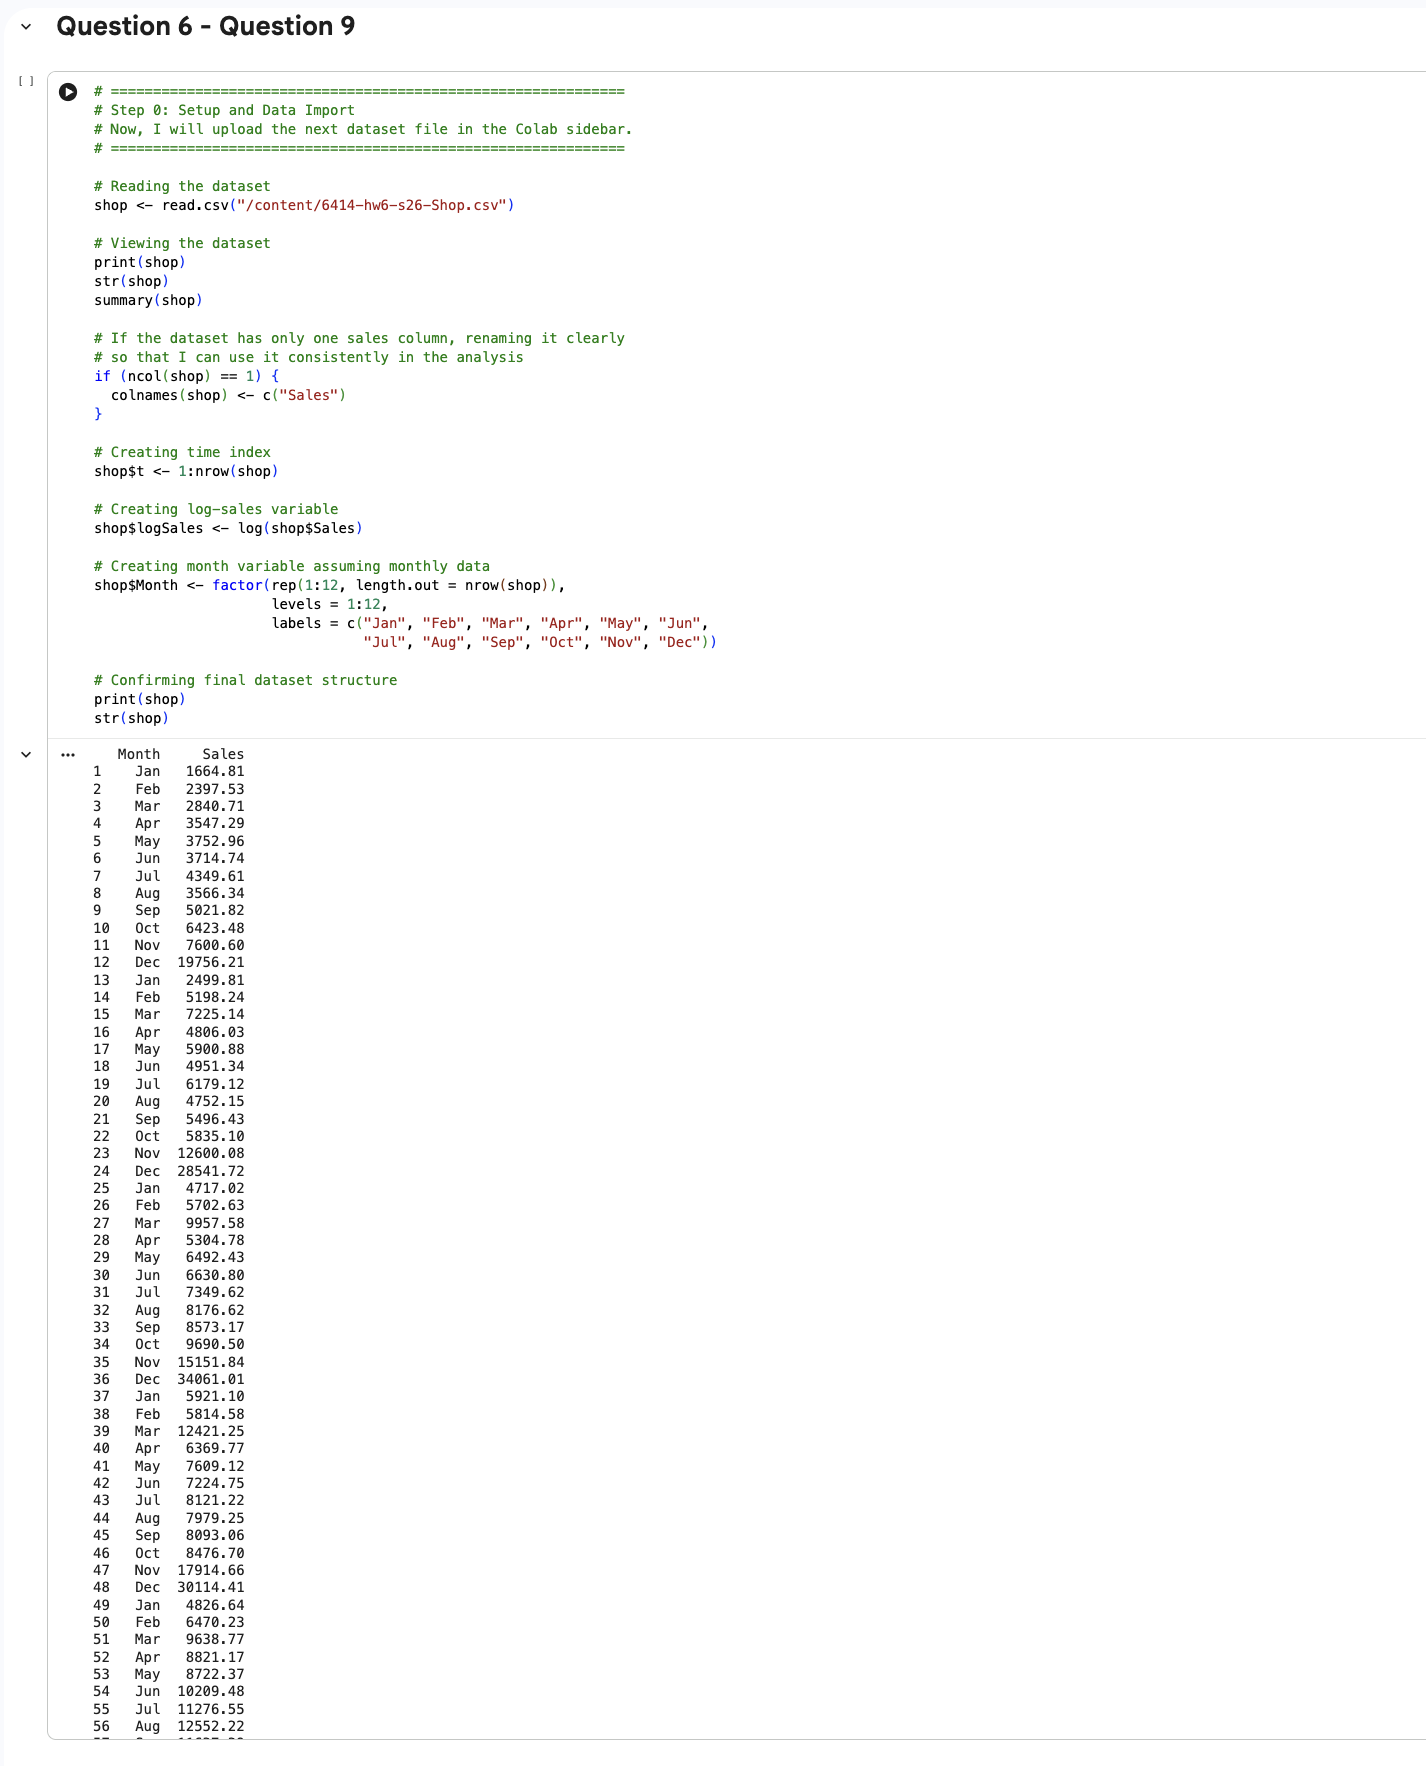 Question 6 - Question 9
[ ]
# =============================================================
# Step 0: Setup and Data Import
# Now, I will upload the next dataset file in the Colab sidebar.
# =============================================================
# Reading the dataset
shop <- read.csv("/content/6414-hw6-s26-Shop.csv")
# Viewing the dataset
print(shop)
str(shop)
summary(shop)
# If the dataset has only one sales column, renaming it clearly
# so that I can use it consistently in the analysis
if (ncol(shop) == 1) {
  colnames(shop) <- c("Sales")
}
# Creating time index
shop$t <- 1:nrow(shop)
# Creating log-sales variable
shop$logSales <- log(shop$Sales)
# Creating month variable assuming monthly data
shop$Month <- factor(rep(1:12, length.out = nrow(shop)),
                     levels = 1:12,
                     labels = c("Jan", "Feb", "Mar", "Apr", "May", "Jun",
                                "Jul", "Aug", "Sep", "Oct", "Nov", "Dec"))
# Confirming final dataset structure
print(shop)
str(shop)
... Month Sales
1 Jan 1664.81
2 Feb 2397.53
3 Mar 2840.71
4 Apr 3547.29
5 May 3752.96
6 Jun 3714.74
7 Jul 4349.61
8 Aug 3566.34
9 Sep 5021.82
10 Oct 6423.48
11 Nov 7600.60
12 Dec 19756.21
13 Jan 2499.81
14 Feb 5198.24
15 Mar 7225.14
16 Apr 4806.03
17 May 5900.88
18 Jun 4951.34
19 Jul 6179.12
20 Aug 4752.15
21 Sep 5496.43
22 Oct 5835.10
23 Nov 12600.08
24 Dec 28541.72
25 Jan 4717.02
26 Feb 5702.63
27 Mar 9957.58
28 Apr 5304.78
29 May 6492.43
30 Jun 6630.80
31 Jul 7349.62
32 Aug 8176.62
33 Sep 8573.17
34 Oct 9690.50
35 Nov 15151.84
36 Dec 34061.01
37 Jan 5921.10
38 Feb 5814.58
39 Mar 12421.25
40 Apr 6369.77
41 May 7609.12
42 Jun 7224.75
43 Jul 8121.22
44 Aug 7979.25
45 Sep 8093.06
46 Oct 8476.70
47 Nov 17914.66
48 Dec 30114.41
49 Jan 4826.64
50 Feb 6470.23
51 Mar 9638.77
52 Apr 8821.17
53 May 8722.37
54 Jun 10209.48
55 Jul 11276.55
56 Aug 12552.22